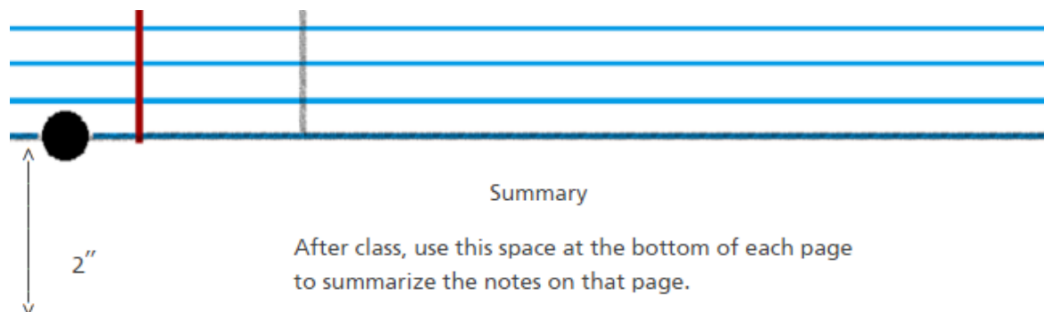 Summary
After class, use this space at the bottom of each page
2″
to summarize the notes on that page.